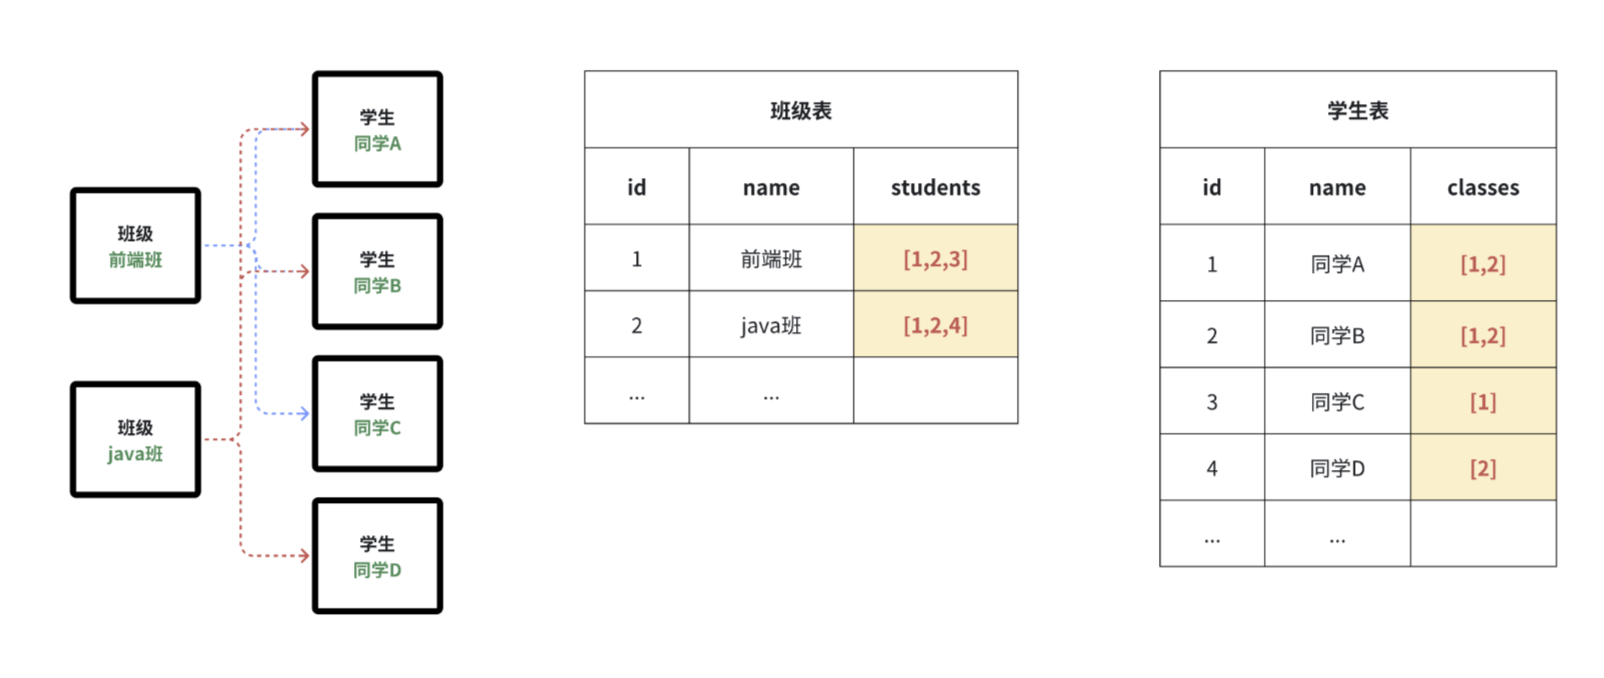 学生
同学A
班级
前端班
学生
同学B
学生
同学C
班级
java班
学生
同学D
班级表
id name students
1 前端班 [1,2,3]
2 java班 [1,2,4]
... ...
学生表
id name classes
1 同学A [1,2]
2 同学B [1,2]
3 同学C [1]
4 同学D [2]
... ...